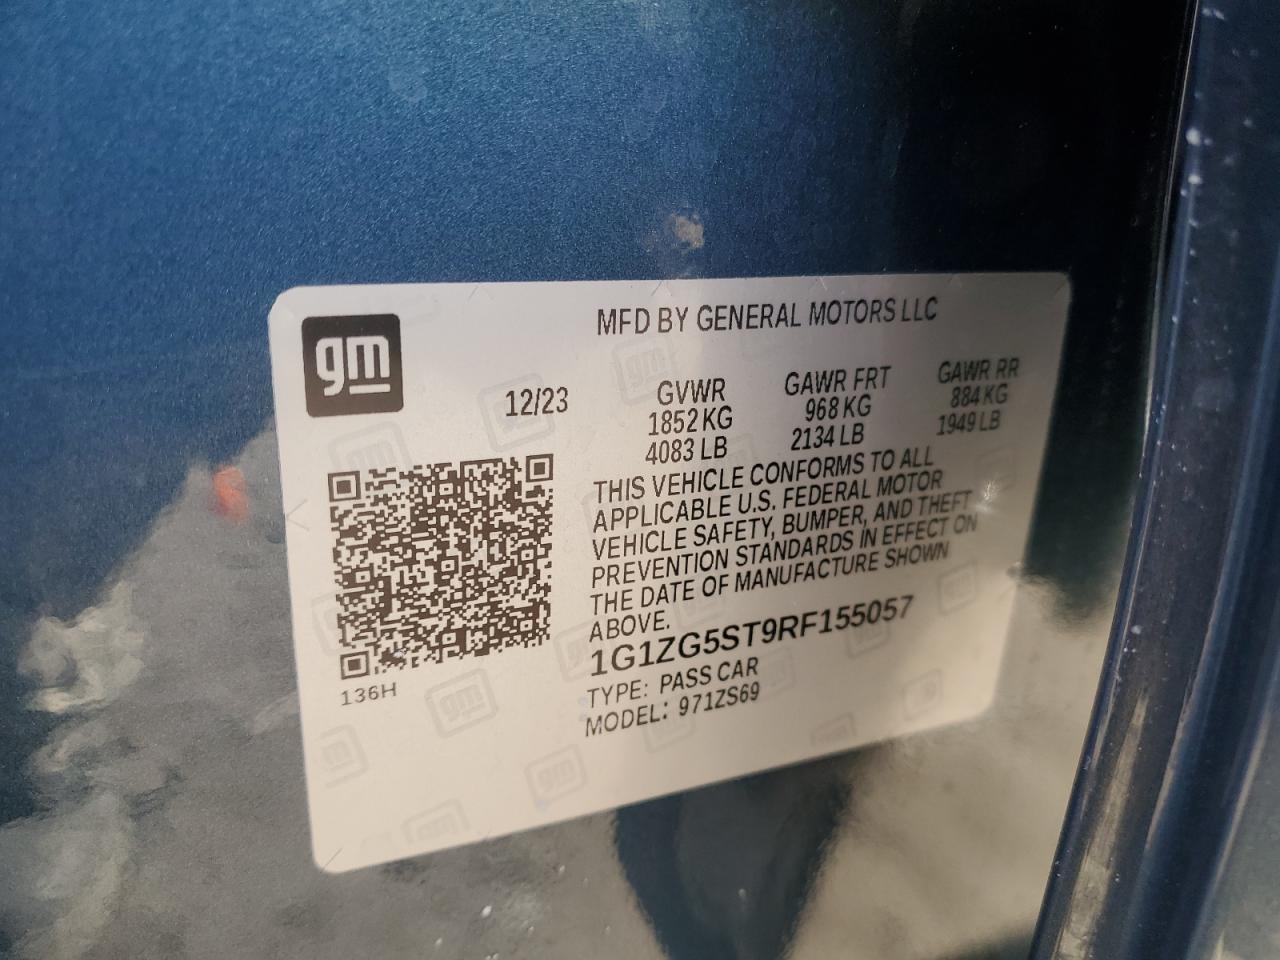 MFD BY GENERAL MOTORS LLC
gm
12/23
GVWR GAWR FRT GAWR RR
1852 KG 968 KG 884 KG
4083 LB 2134 LB 1949 LB
THIS VEHICLE CONFORMS TO ALL
APPLICABLE U.S. FEDERAL MOTOR
VEHICLE SAFETY, BUMPER, AND THEFT
PREVENTION STANDARDS IN EFFECT ON
THE DATE OF MANUFACTURE SHOWN
ABOVE.
1G1ZG5ST9RF155057
136H
TYPE: PASS CAR
MODEL: 971ZS69